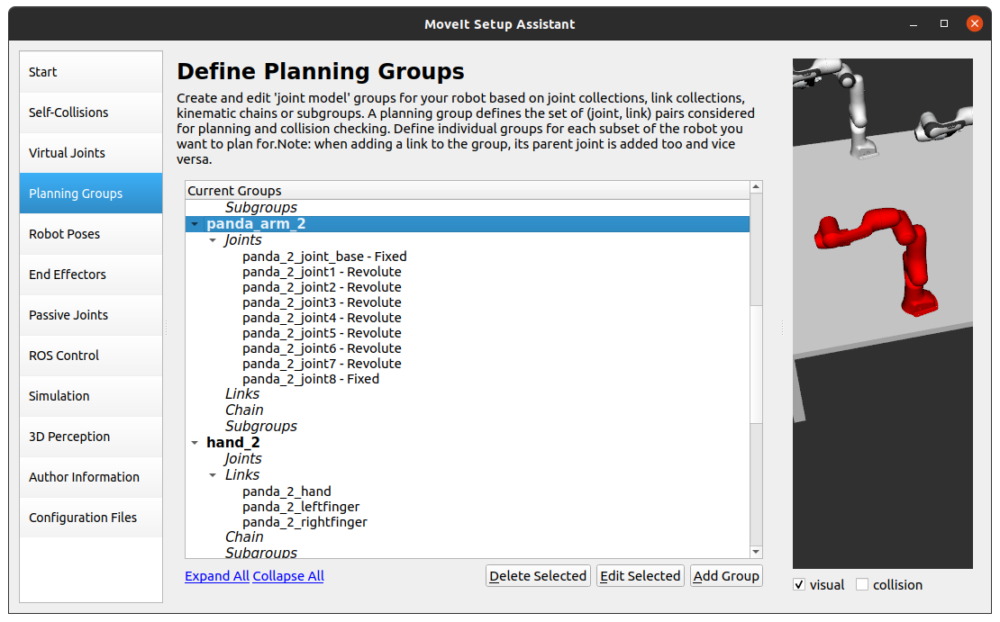 MoveIt Setup Assistant
Start
Self-Collisions
Virtual Joints
Planning Groups
Robot Poses
End Effectors
Passive Joints
ROS Control
Simulation
3D Perception
Author Information
Configuration Files
Define Planning Groups
Create and edit 'joint model' groups for your robot based on joint collections, link collections,
kinematic chains or subgroups. A planning group defines the set of (joint, link) pairs considered
for planning and collision checking. Define individual groups for each subset of the robot you
want to plan for.Note: when adding a link to the group, its parent joint is added too and vice
versa.
Current Groups
Subgroups
panda_arm_2
Joints
panda_2_joint_base - Fixed
panda_2_joint1 - Revolute
panda_2_joint2 - Revolute
panda_2_joint3 - Revolute
panda_2_joint4 - Revolute
panda_2_joint5 - Revolute
panda_2_joint6 - Revolute
panda_2_joint7 - Revolute
panda_2_joint8 - Fixed
Links
Chain
Subgroups
hand_2
Joints
Links
panda_2_hand
panda_2_leftfinger
panda_2_rightfinger
Chain
Subgroups
Expand All Collapse All
Delete Selected
Edit Selected
Add Group
visual
collision